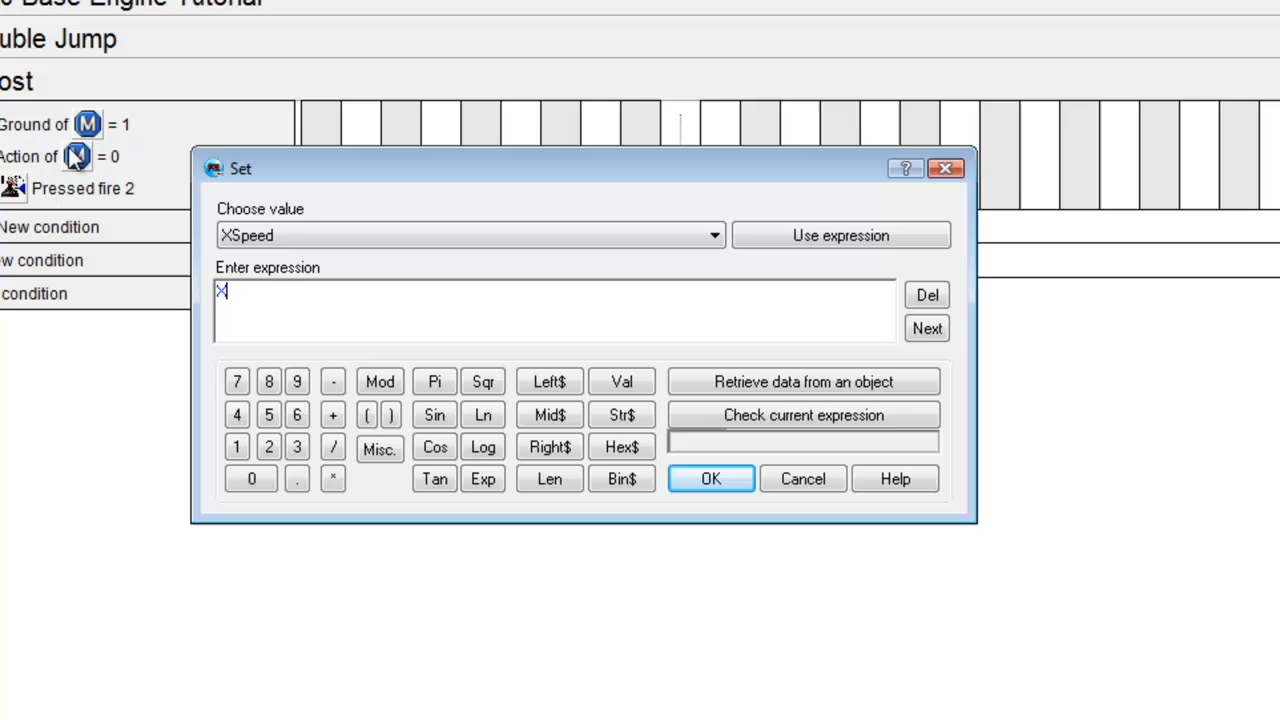 Base Engine Tutorial
uble Jump
ost
Ground of M = 1
Action of = 0
Pressed fire 2
New condition
ew condition
condition
Set
?
Choose value
XSpeed
Use expression
Enter expression
X
Del
Next
7 8 9 - Mod Pi Sqr Left$ Val Retrieve data from an object
4 5 6 + ( ) Sin Ln Mid$ Str$ Check current expression
1 2 3 / Misc. Cos Log Right$ Hex$
0 . * Tan Exp Len Bin$ OK Cancel Help